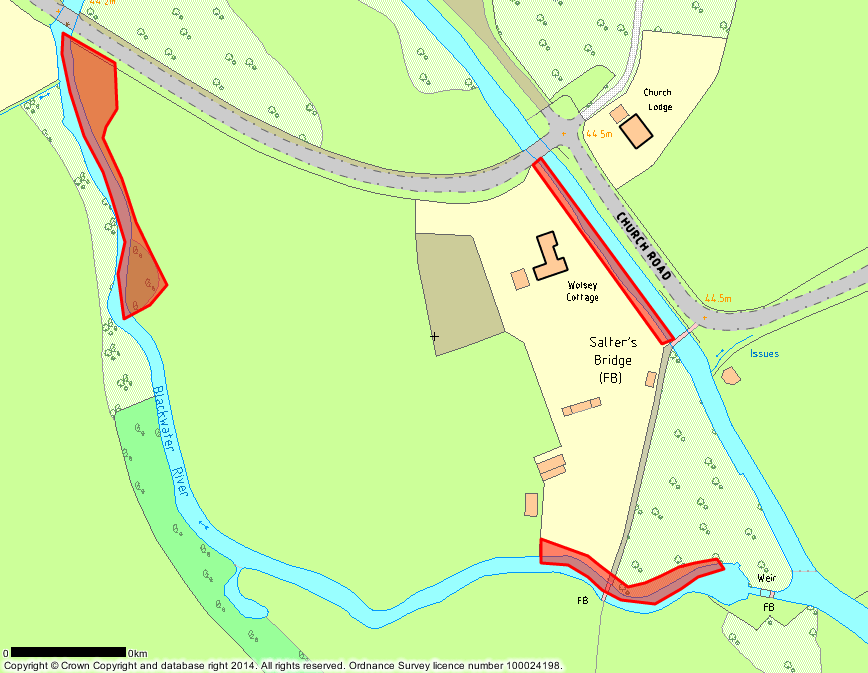 44.2m
Church
Lodge
44.5m
CHURCH ROAD
Wolsey
Cottage
44.5m
Salter's
Bridge
(FB)
Issues
Blackwater River
Weir
FB
FB
0 0km
Copyright © Crown Copyright and database right 2014. All rights reserved. Ordnance Survey licence number 100024198.